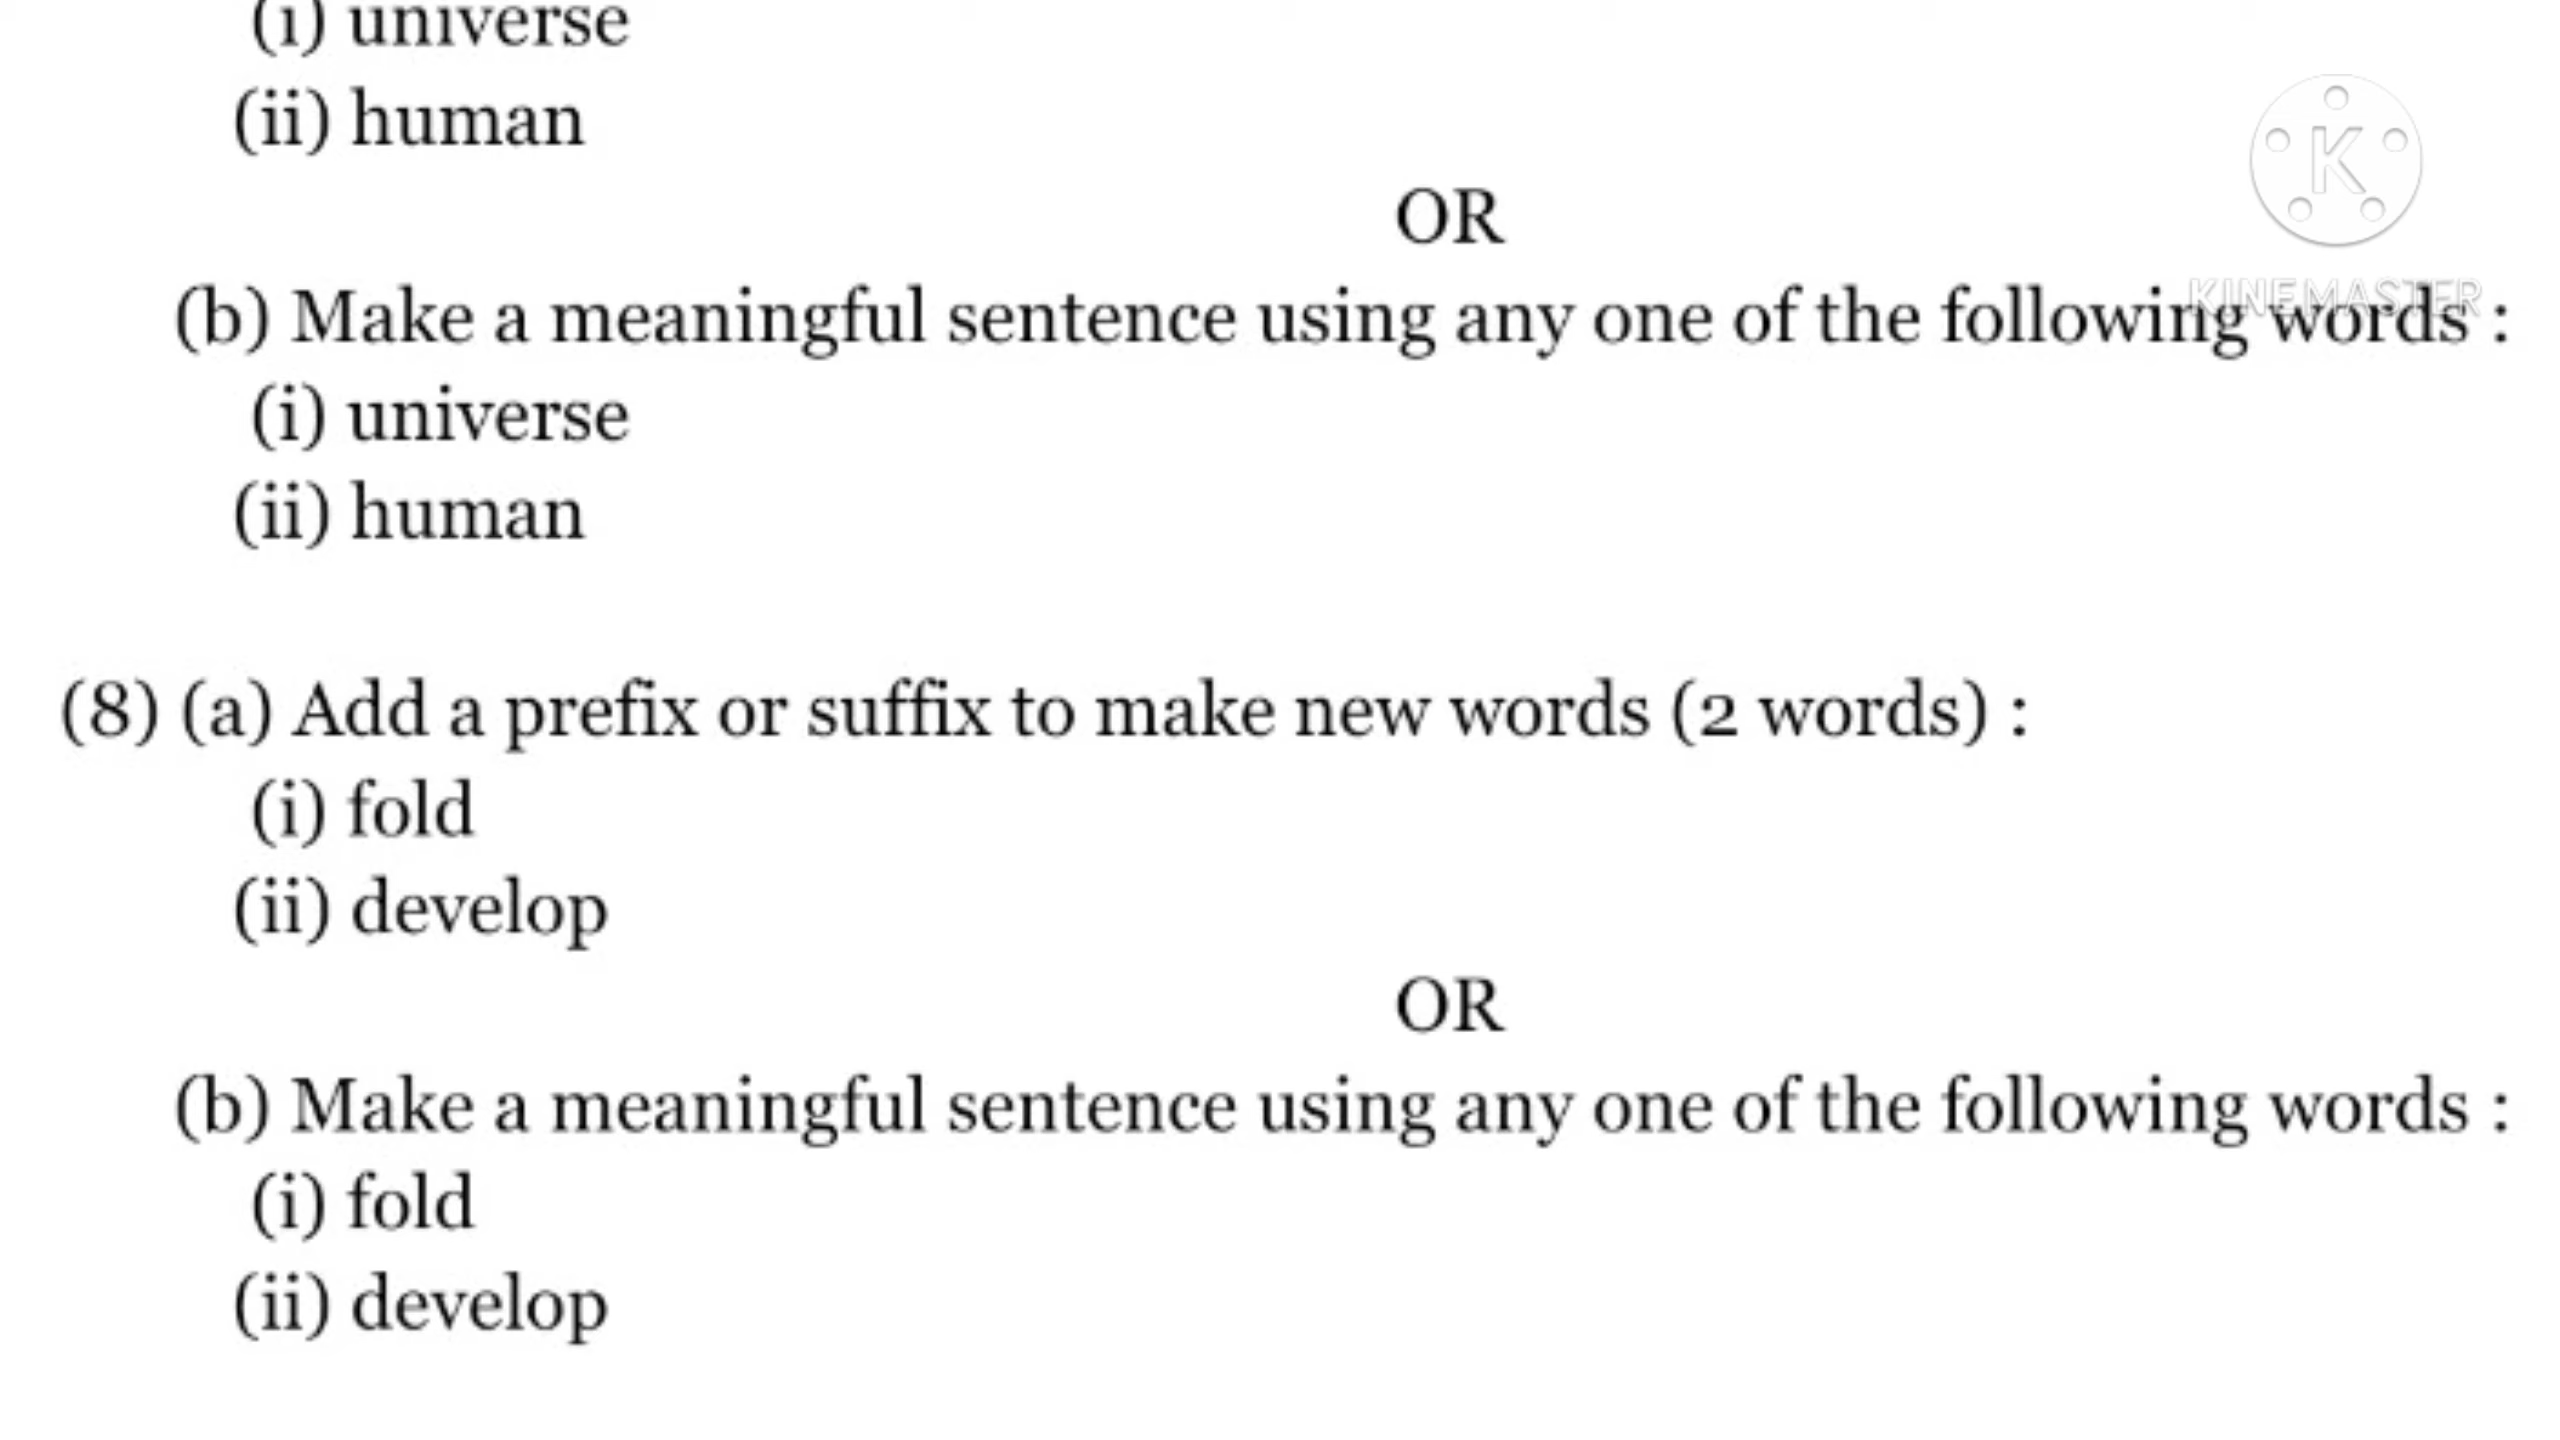 (i) universe
(ii) human
K
OR
KINEMASTER
(b) Make a meaningful sentence using any one of the following words :
(i) universe
(ii) human
(8) (a) Add a prefix or suffix to make new words (2 words) :
(i) fold
(ii) develop
OR
(b) Make a meaningful sentence using any one of the following words :
(i) fold
(ii) develop